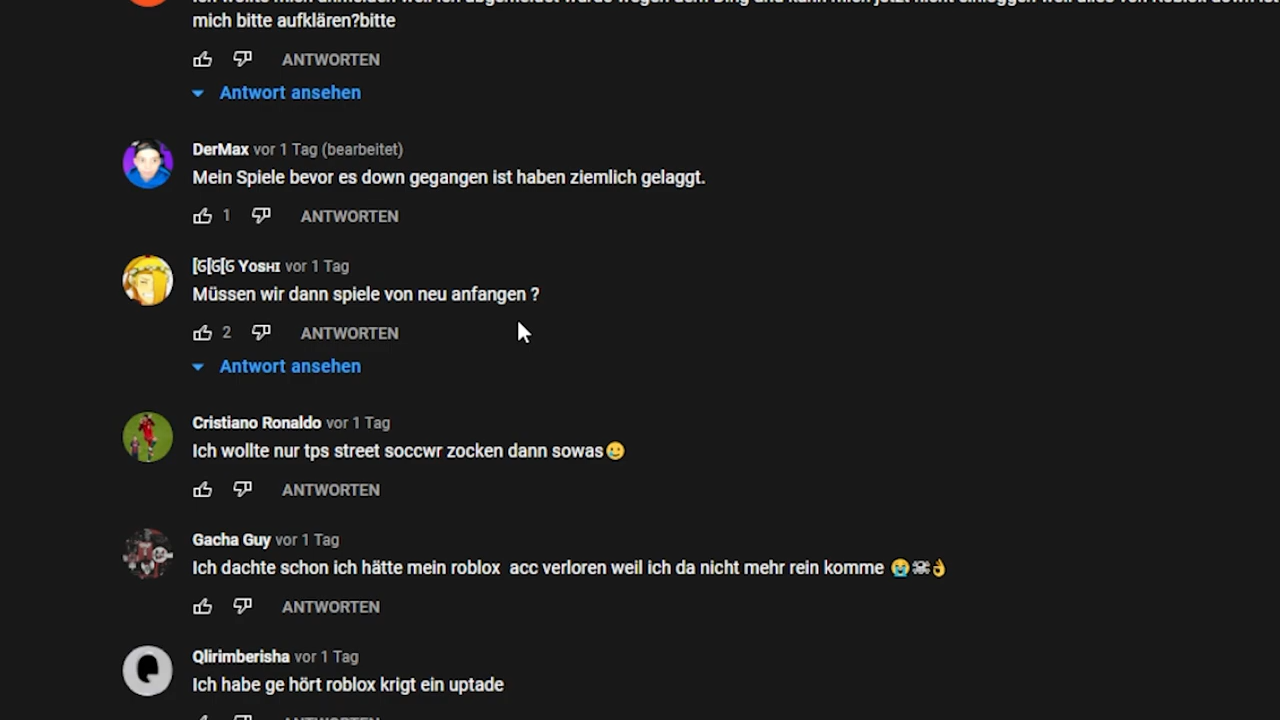 mich bitte aufklären?bitte
ANTWORTEN
Antwort ansehen
DerMax vor 1 Tag (bearbeitet)
Mein Spiele bevor es down gegangen ist haben ziemlich gelaggt.
1 ANTWORTEN
Antwort ansehen
Yoshi vor 1 Tag
Müssen wir dann spiele von neu anfangen ?
2 ANTWORTEN
Antwort ansehen
Cristiano Ronaldo vor 1 Tag
Ich wollte nur tps street soccwr zocken dann sowas🥲
ANTWORTEN
Gacha Guy vor 1 Tag
Ich dachte schon ich hätte mein roblox  acc verloren weil ich da nicht mehr rein komme 😭☠👌
ANTWORTEN
Qlirimberisha vor 1 Tag
Ich habe ge hört roblox krigt ein uptade